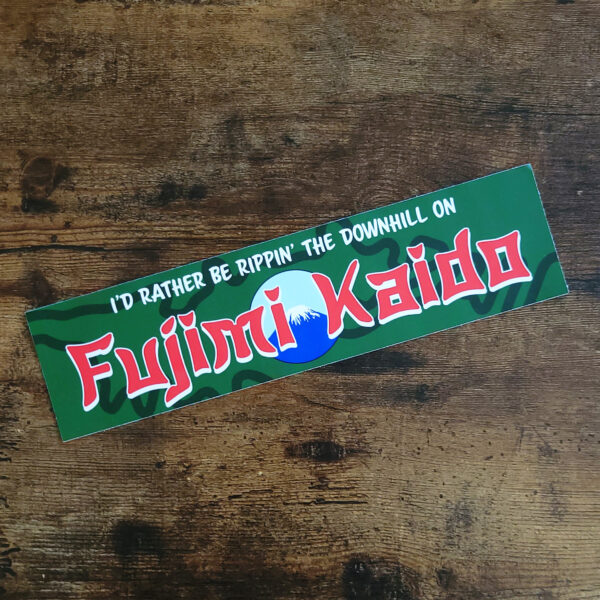 I'D RATHER BE RIPPIN' THE DOWNHILL ON
Fujimi Kaido